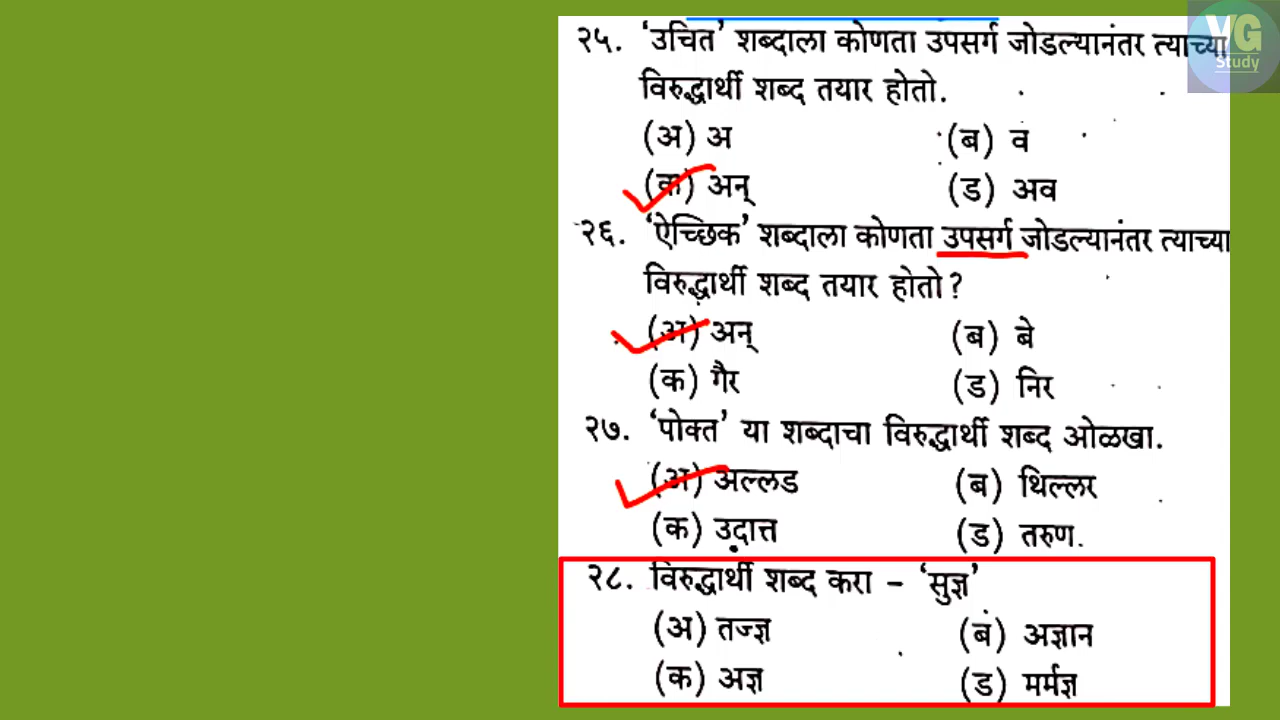 VG
Study
२५. 'उचित' शब्दाला कोणता उपसर्ग जोडल्यानंतर त्याच्या
विरुद्धार्थी शब्द तयार होतो.
(अ) अ (ब) व
(क) अन् (ड) अव
२६. 'ऐच्छिक' शब्दाला कोणता उपसर्ग जोडल्यानंतर त्याच्या
विरुद्धार्थी शब्द तयार होतो?
(अ) अन् (ब) बे
(क) गैर (ड) निर
२७. 'पोक्त' या शब्दाचा विरुद्धार्थी शब्द ओळखा.
(अ) अल्लड (ब) थिल्लर
(क) उदात्त (ड) तरुण.
२८. विरुद्धार्थी शब्द करा – 'सुज्ञ'
(अ) तज्ज्ञ (ब) अज्ञान
(क) अज्ञ (ड) मर्मज्ञ